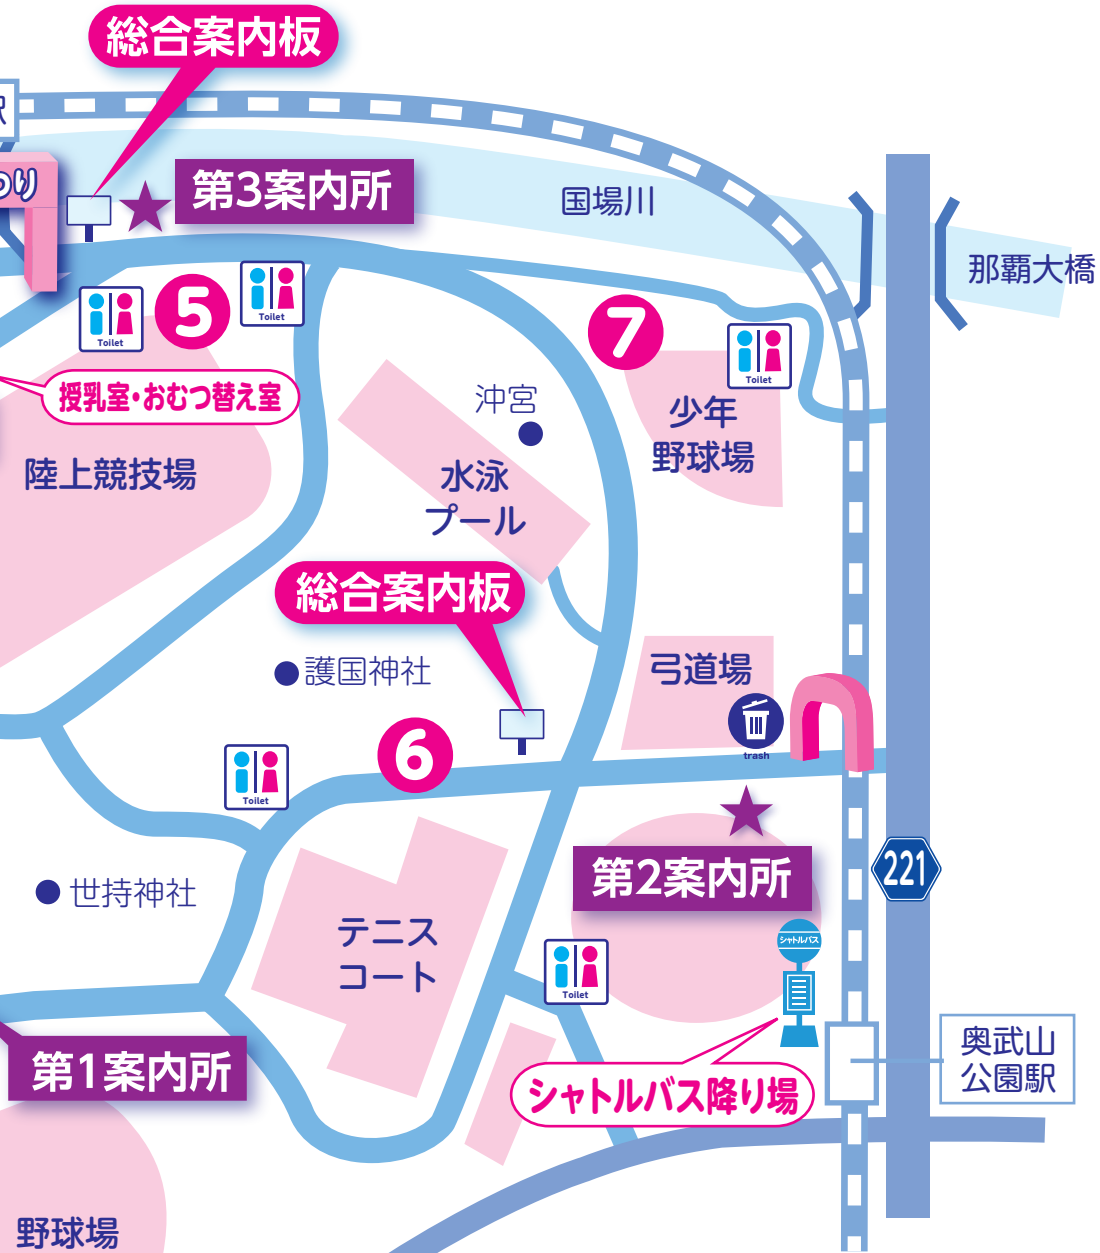 総合案内板
駅
つり
第3案内所
国場川
那覇大橋
Toilet
5
Toilet
7
Toilet
授乳室・おむつ替え室
沖宮
少年
野球場
陸上競技場
水泳
プール
総合案内板
護国神社
弓道場
trash
6
Toilet
第2案内所
221
世持神社
テニス
コート
シャトルバス
Toilet
奥武山
公園駅
第1案内所
シャトルバス降り場
野球場